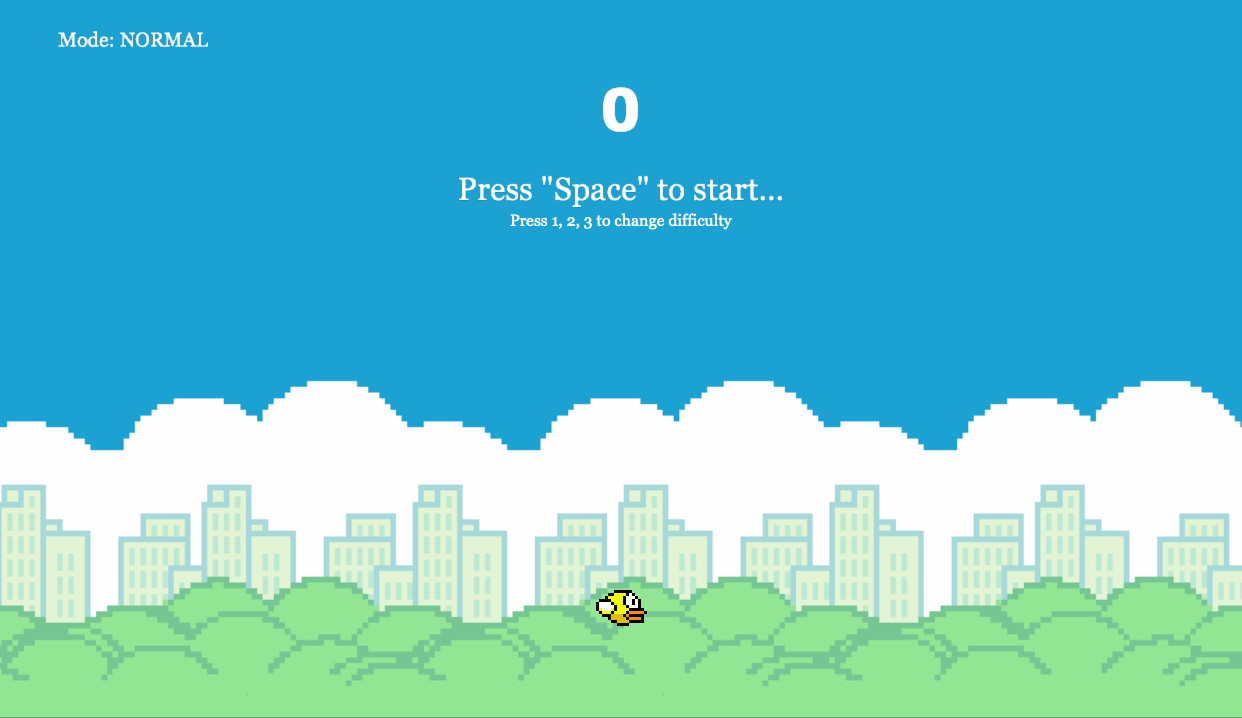 Mode: NORMAL
0
Press "Space" to start...
Press 1, 2, 3 to change difficulty